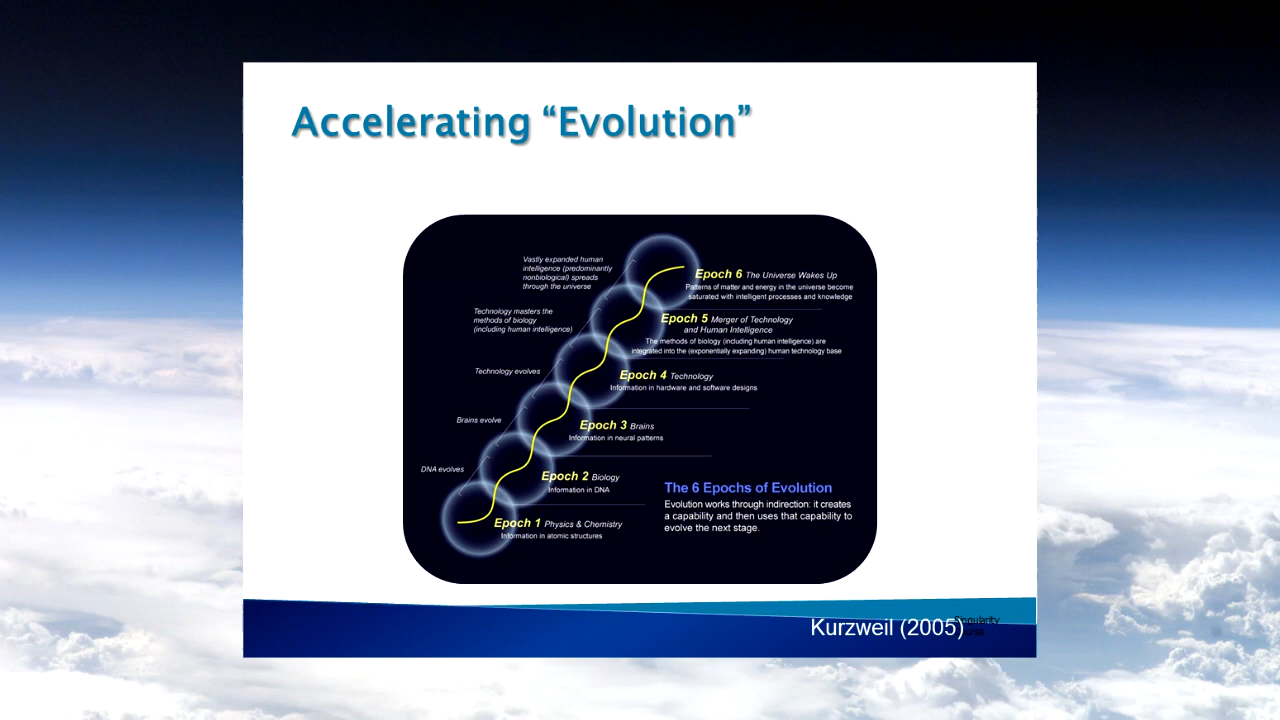 Accelerating “Evolution”
Vastly expanded human
intelligence (predominantly
nonbiological) spreads
through the universe
Epoch 6 The Universe Wakes Up
Patterns of matter and energy in the universe become
saturated with intelligent processes and knowledge
Technology masters the
methods of biology
(including human intelligence)
Epoch 5 Merger of Technology
and Human Intelligence
The methods of biology (including human intelligence) are
integrated into the (exponentially expanding) human technology base
Technology evolves
Epoch 4 Technology
Information in hardware and software designs
Brains evolve
Epoch 3 Brains
Information in neural patterns
DNA evolves
Epoch 2 Biology
Information in DNA
Epoch 1 Physics & Chemistry
Information in atomic structures
The 6 Epochs of Evolution
Evolution works through indirection: it creates
a capability and then uses that capability to
evolve the next stage.
Kurzweil (2005)